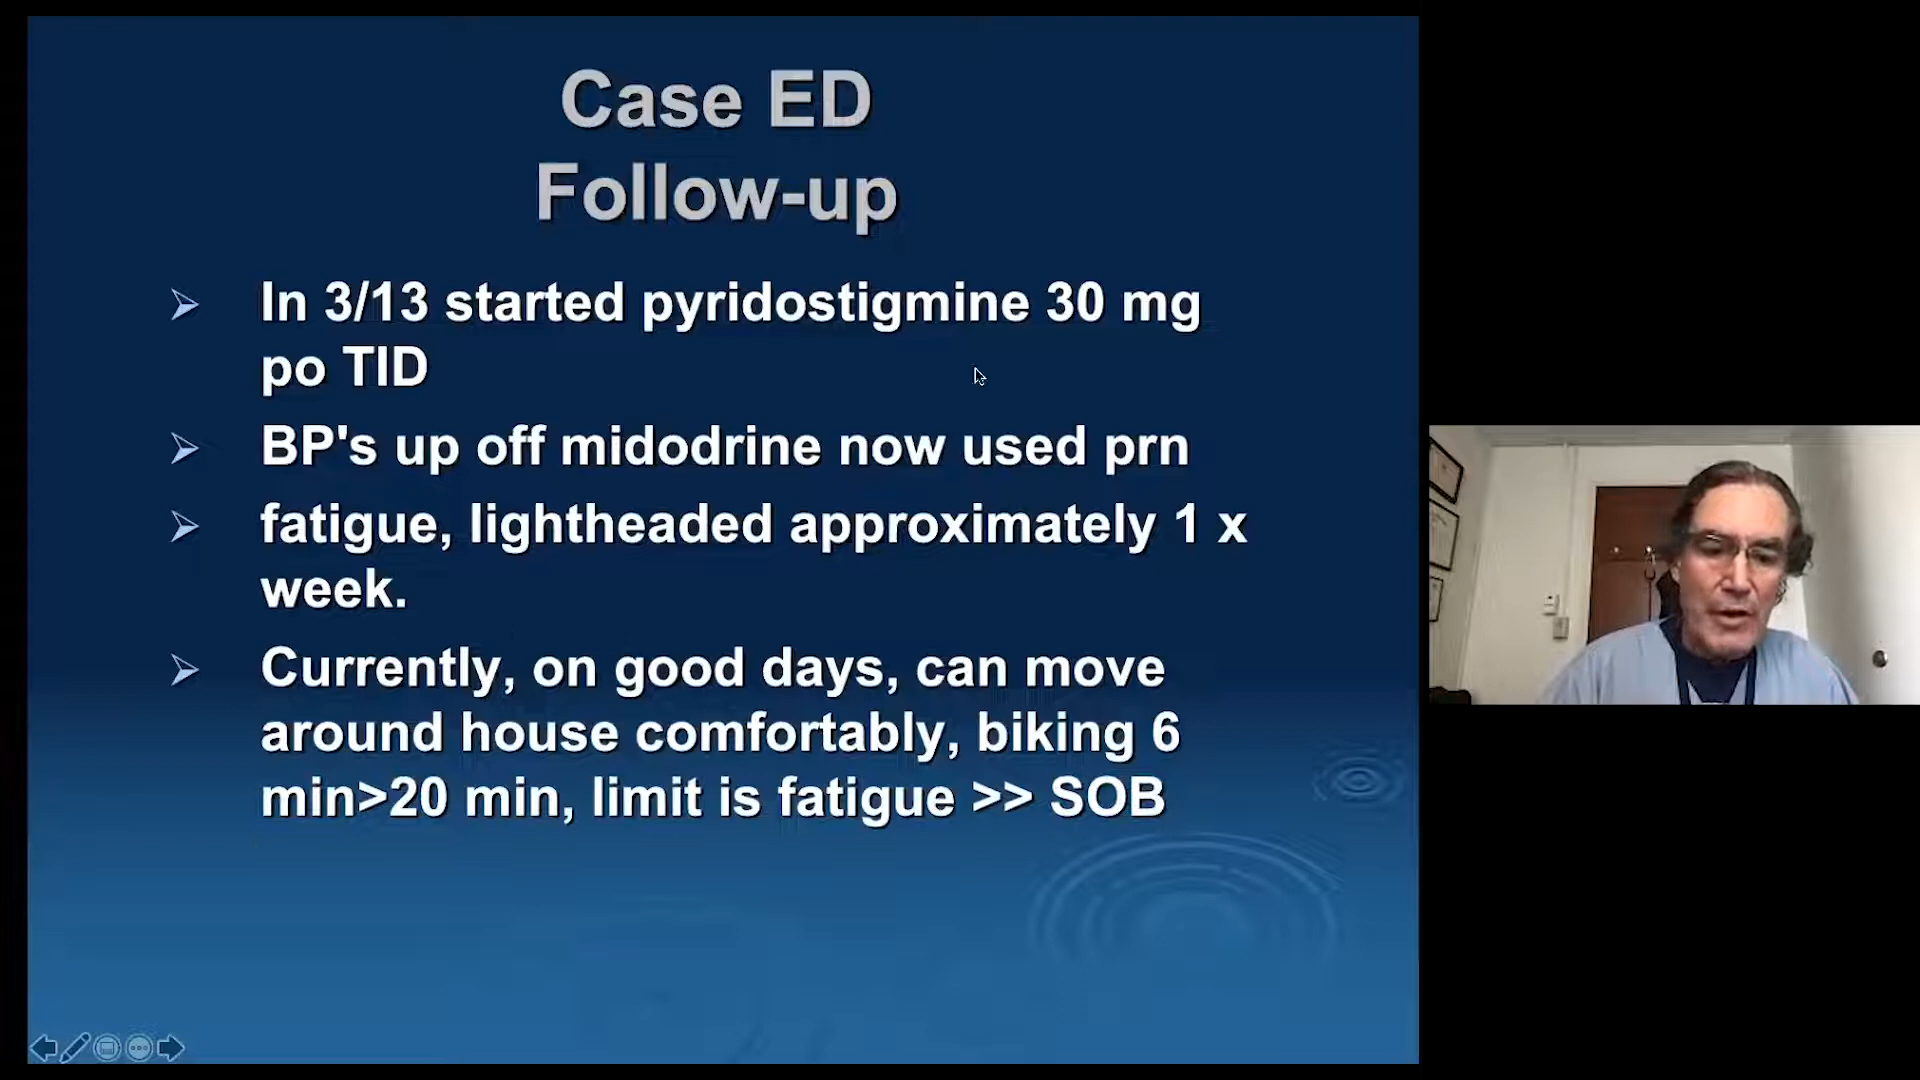 Case ED
Follow-up
In 3/13 started pyridostigmine 30 mg
po TID
BP's up off midodrine now used prn
fatigue, lightheaded approximately 1 x
week.
Currently, on good days, can move
around house comfortably, biking 6
min>20 min, limit is fatigue >> SOB